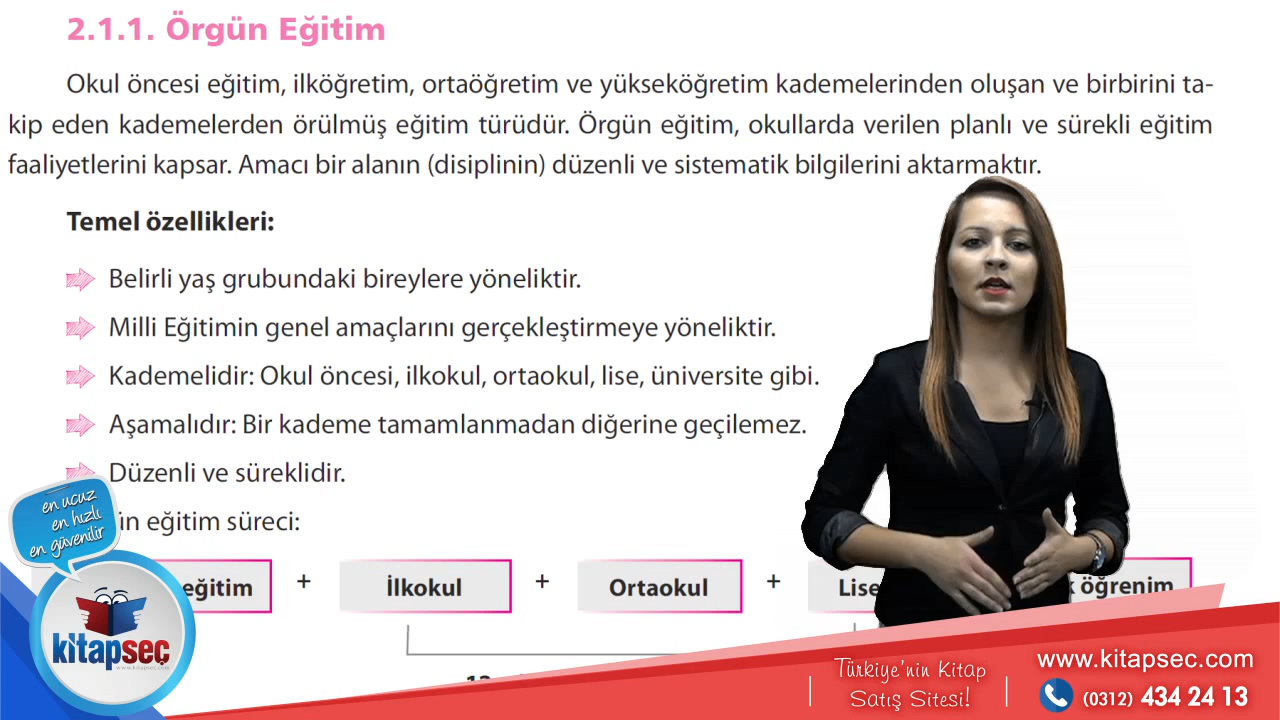 2.1.1. Örgün Eğitim
Okul öncesi eğitim, ilköğretim, ortaöğretim ve yükseköğretim kademelerinden oluşan ve birbirini ta-
kip eden kademelerden örülmüş eğitim türüdür. Örgün eğitim, okullarda verilen planlı ve sürekli eğitim
faaliyetlerini kapsar. Amacı bir alanın (disiplinin) düzenli ve sistematik bilgilerini aktarmaktır.
Temel özellikleri:
Belirli yaş grubundaki bireylere yöneliktir.
Milli Eğitimin genel amaçlarını gerçekleştirmeye yöneliktir.
Kademelidir: Okul öncesi, ilkokul, ortaokul, lise, üniversite gibi.
Aşamalıdır: Bir kademe tamamlanmadan diğerine geçilemez.
Düzenli ve süreklidir.
eğitim süreci:
eğitim + İlkokul + Ortaokul + Lise öğrenim
en ucuz
en hızlı
en güvenilir
kitapseç
www.kitapsec.com
Türkiye'nin Kitap
Satış Sitesi!
www.kitapsec.com
(0312) 434 24 13